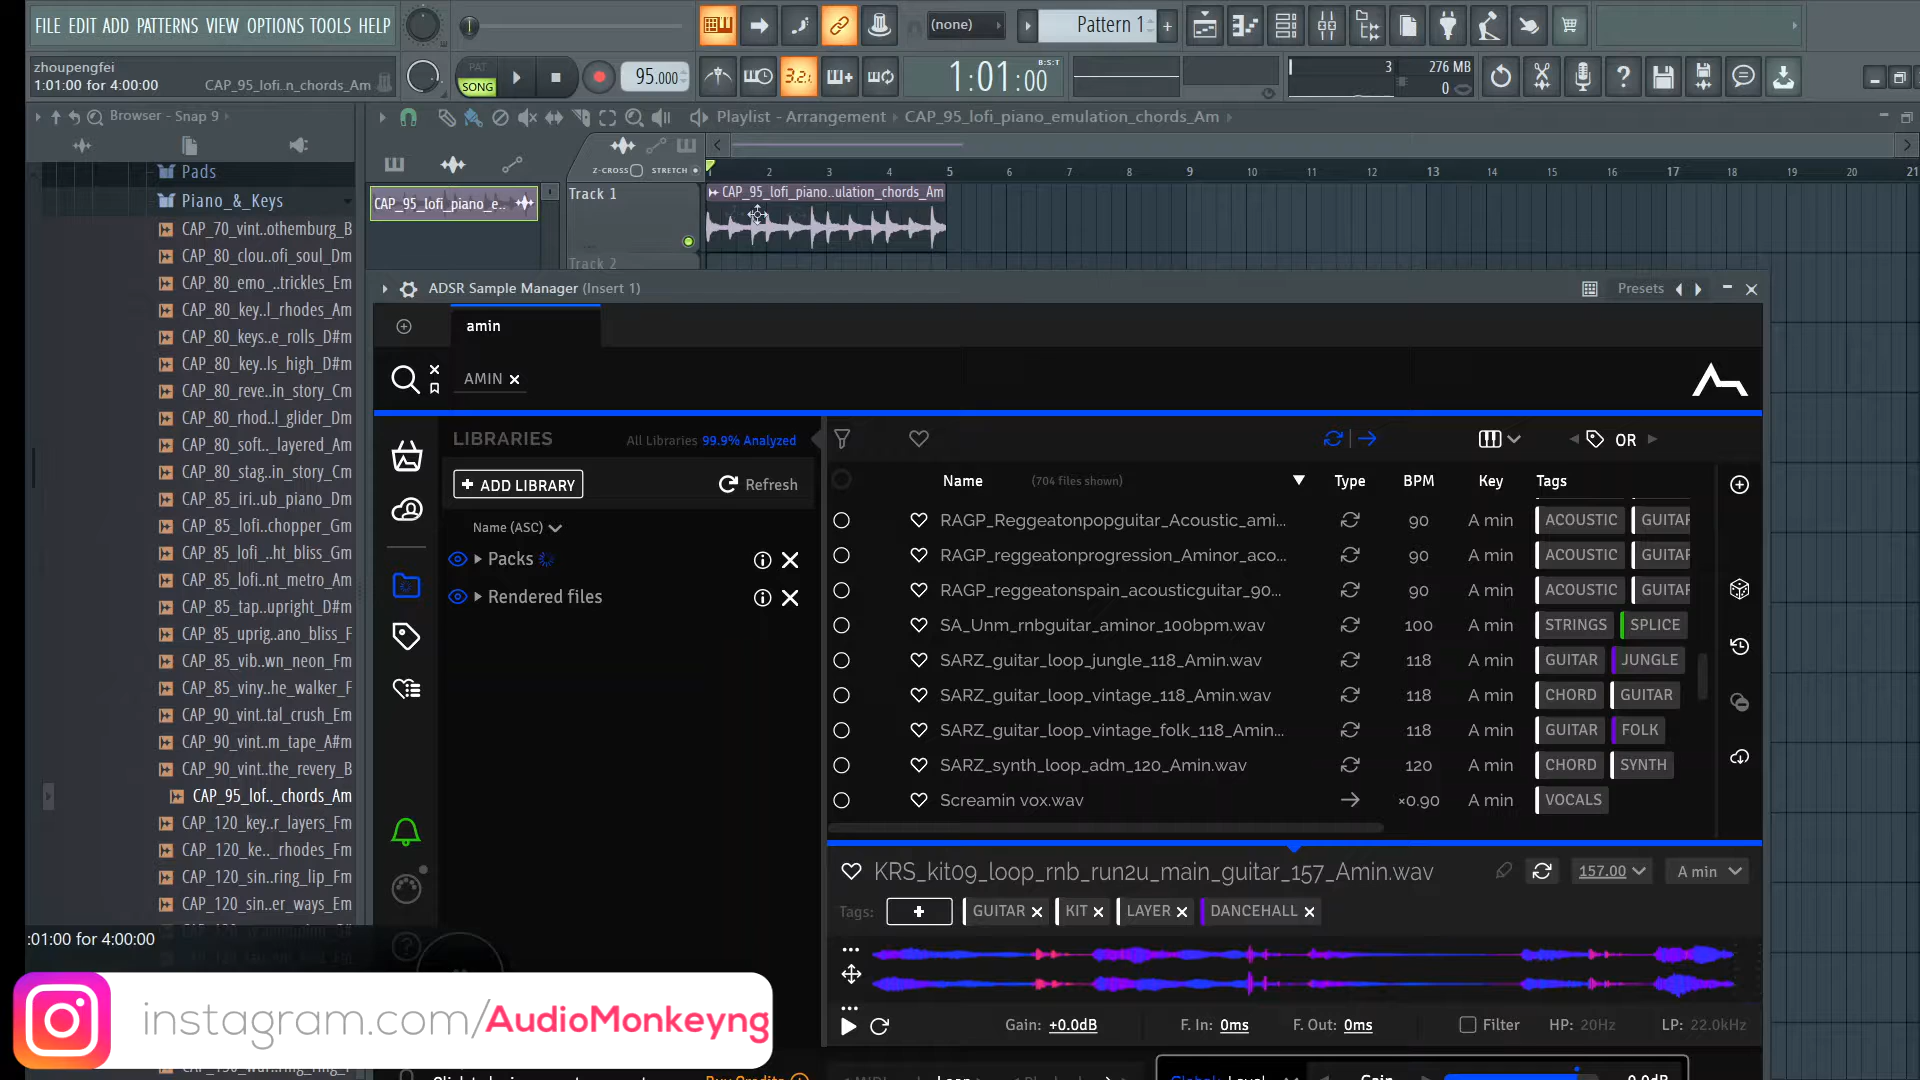 FILE EDIT ADD PATTERNS VIEW OPTIONS TOOLS HELP
(none)
Pattern 1
zhoupengfei
1:01:00 for 4:00:00
CAP_95_lofi..n_chords_Am
PAT
SONG
95.000
3.2.
1:01:00
B:S:T
3
276 MB
0
Browser - Snap 9
Playlist - Arrangement
CAP_95_lofi_piano_emulation_chords_Am
Z-CROSS
STRETCH
1 2 3 4 5 6 7 8 9 10 11 12 13 14 15 16 17 18 19 20 21
CAP_95_lofi_piano_e..
Track 1
CAP_95_lofi_piano..ulation_chords_Am
Track 2
Pads
Piano_&_Keys
CAP_70_vint..othemburg_B
CAP_80_clou..ofi_soul_Dm
CAP_80_emo_..trickles_Em
CAP_80_key..l_rhodes_Am
CAP_80_keys..e_rolls_D#m
CAP_80_key..ls_high_D#m
CAP_80_reve..in_story_Cm
CAP_80_rhod..l_glider_Dm
CAP_80_soft.._layered_Am
CAP_80_stag..in_story_Cm
CAP_85_iri..ub_piano_Dm
CAP_85_lofi..chopper_Gm
CAP_85_lofi_..ht_bliss_Gm
CAP_85_lofi..nt_metro_Am
CAP_85_tap..upright_D#m
CAP_85_uprig..ano_bliss_F
CAP_85_vib..wn_neon_Fm
CAP_85_viny..he_walker_F
CAP_90_vint..tal_crush_Em
CAP_90_vint..m_tape_A#m
CAP_90_vint..the_revery_B
CAP_95_lof.._chords_Am
CAP_120_key..r_layers_Fm
CAP_120_ke.._rhodes_Fm
CAP_120_sin..ring_lip_Fm
CAP_120_sin..er_ways_Em
:01:00 for 4:00:00
ADSR Sample Manager (Insert 1)
Presets
amin
AMIN
LIBRARIES
All Libraries 99.9% Analyzed
+ ADD LIBRARY
Refresh
Name (ASC)
Packs
Rendered files
OR
Name
(704 files shown)
Type
BPM
Key
Tags
RAGP_Reggeatonpopguitar_Acoustic_ami... 90 A min ACOUSTIC GUITAR
RAGP_reggeatonprogression_Aminor_aco... 90 A min ACOUSTIC GUITAR
RAGP_reggeatonspain_acousticguitar_90... 90 A min ACOUSTIC GUITAR
SA_Unm_rnbguitar_aminor_100bpm.wav 100 A min STRINGS SPLICE
SARZ_guitar_loop_jungle_118_Amin.wav 118 A min GUITAR JUNGLE
SARZ_guitar_loop_vintage_118_Amin.wav 118 A min CHORD GUITAR
SARZ_guitar_loop_vintage_folk_118_Amin... 118 A min GUITAR FOLK
SARZ_synth_loop_adm_120_Amin.wav 120 A min CHORD SYNTH
Screamin vox.wav ×0.90 A min VOCALS
KRS_kit09_loop_rnb_run2u_main_guitar_157_Amin.wav
157.00
A min
Tags:
+
GUITAR
KIT
LAYER
DANCEHALL
Gain: +0.0dB
F. In: 0ms
F. Out: 0ms
Filter
HP: 20Hz
LP: 22.0kHz
instagram.com/AudioMonkeyng